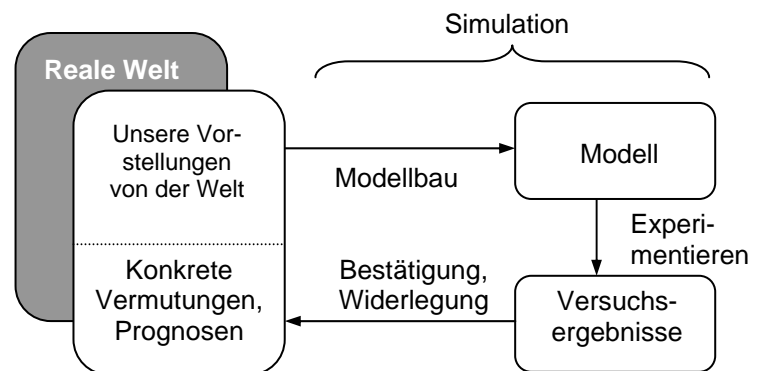 Simulation
Reale Welt
Unsere Vor-
stellungen
von der Welt
Modellbau
Modell
Experi-
mentieren
Konkrete
Vermutungen,
Prognosen
Bestätigung,
Widerlegung
Versuchs-
ergebnisse